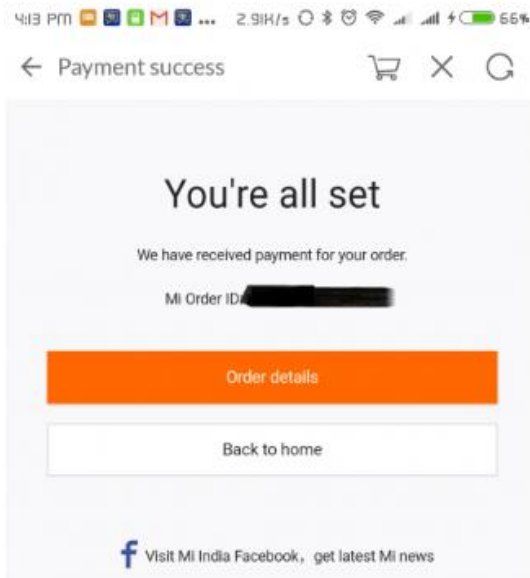 4:13 PM ... 2.91K/s 66%
Payment success
You're all set
We have received payment for your order.
Mi Order ID:
Order details
Back to home
f Visit Mi India Facebook, get latest Mi news